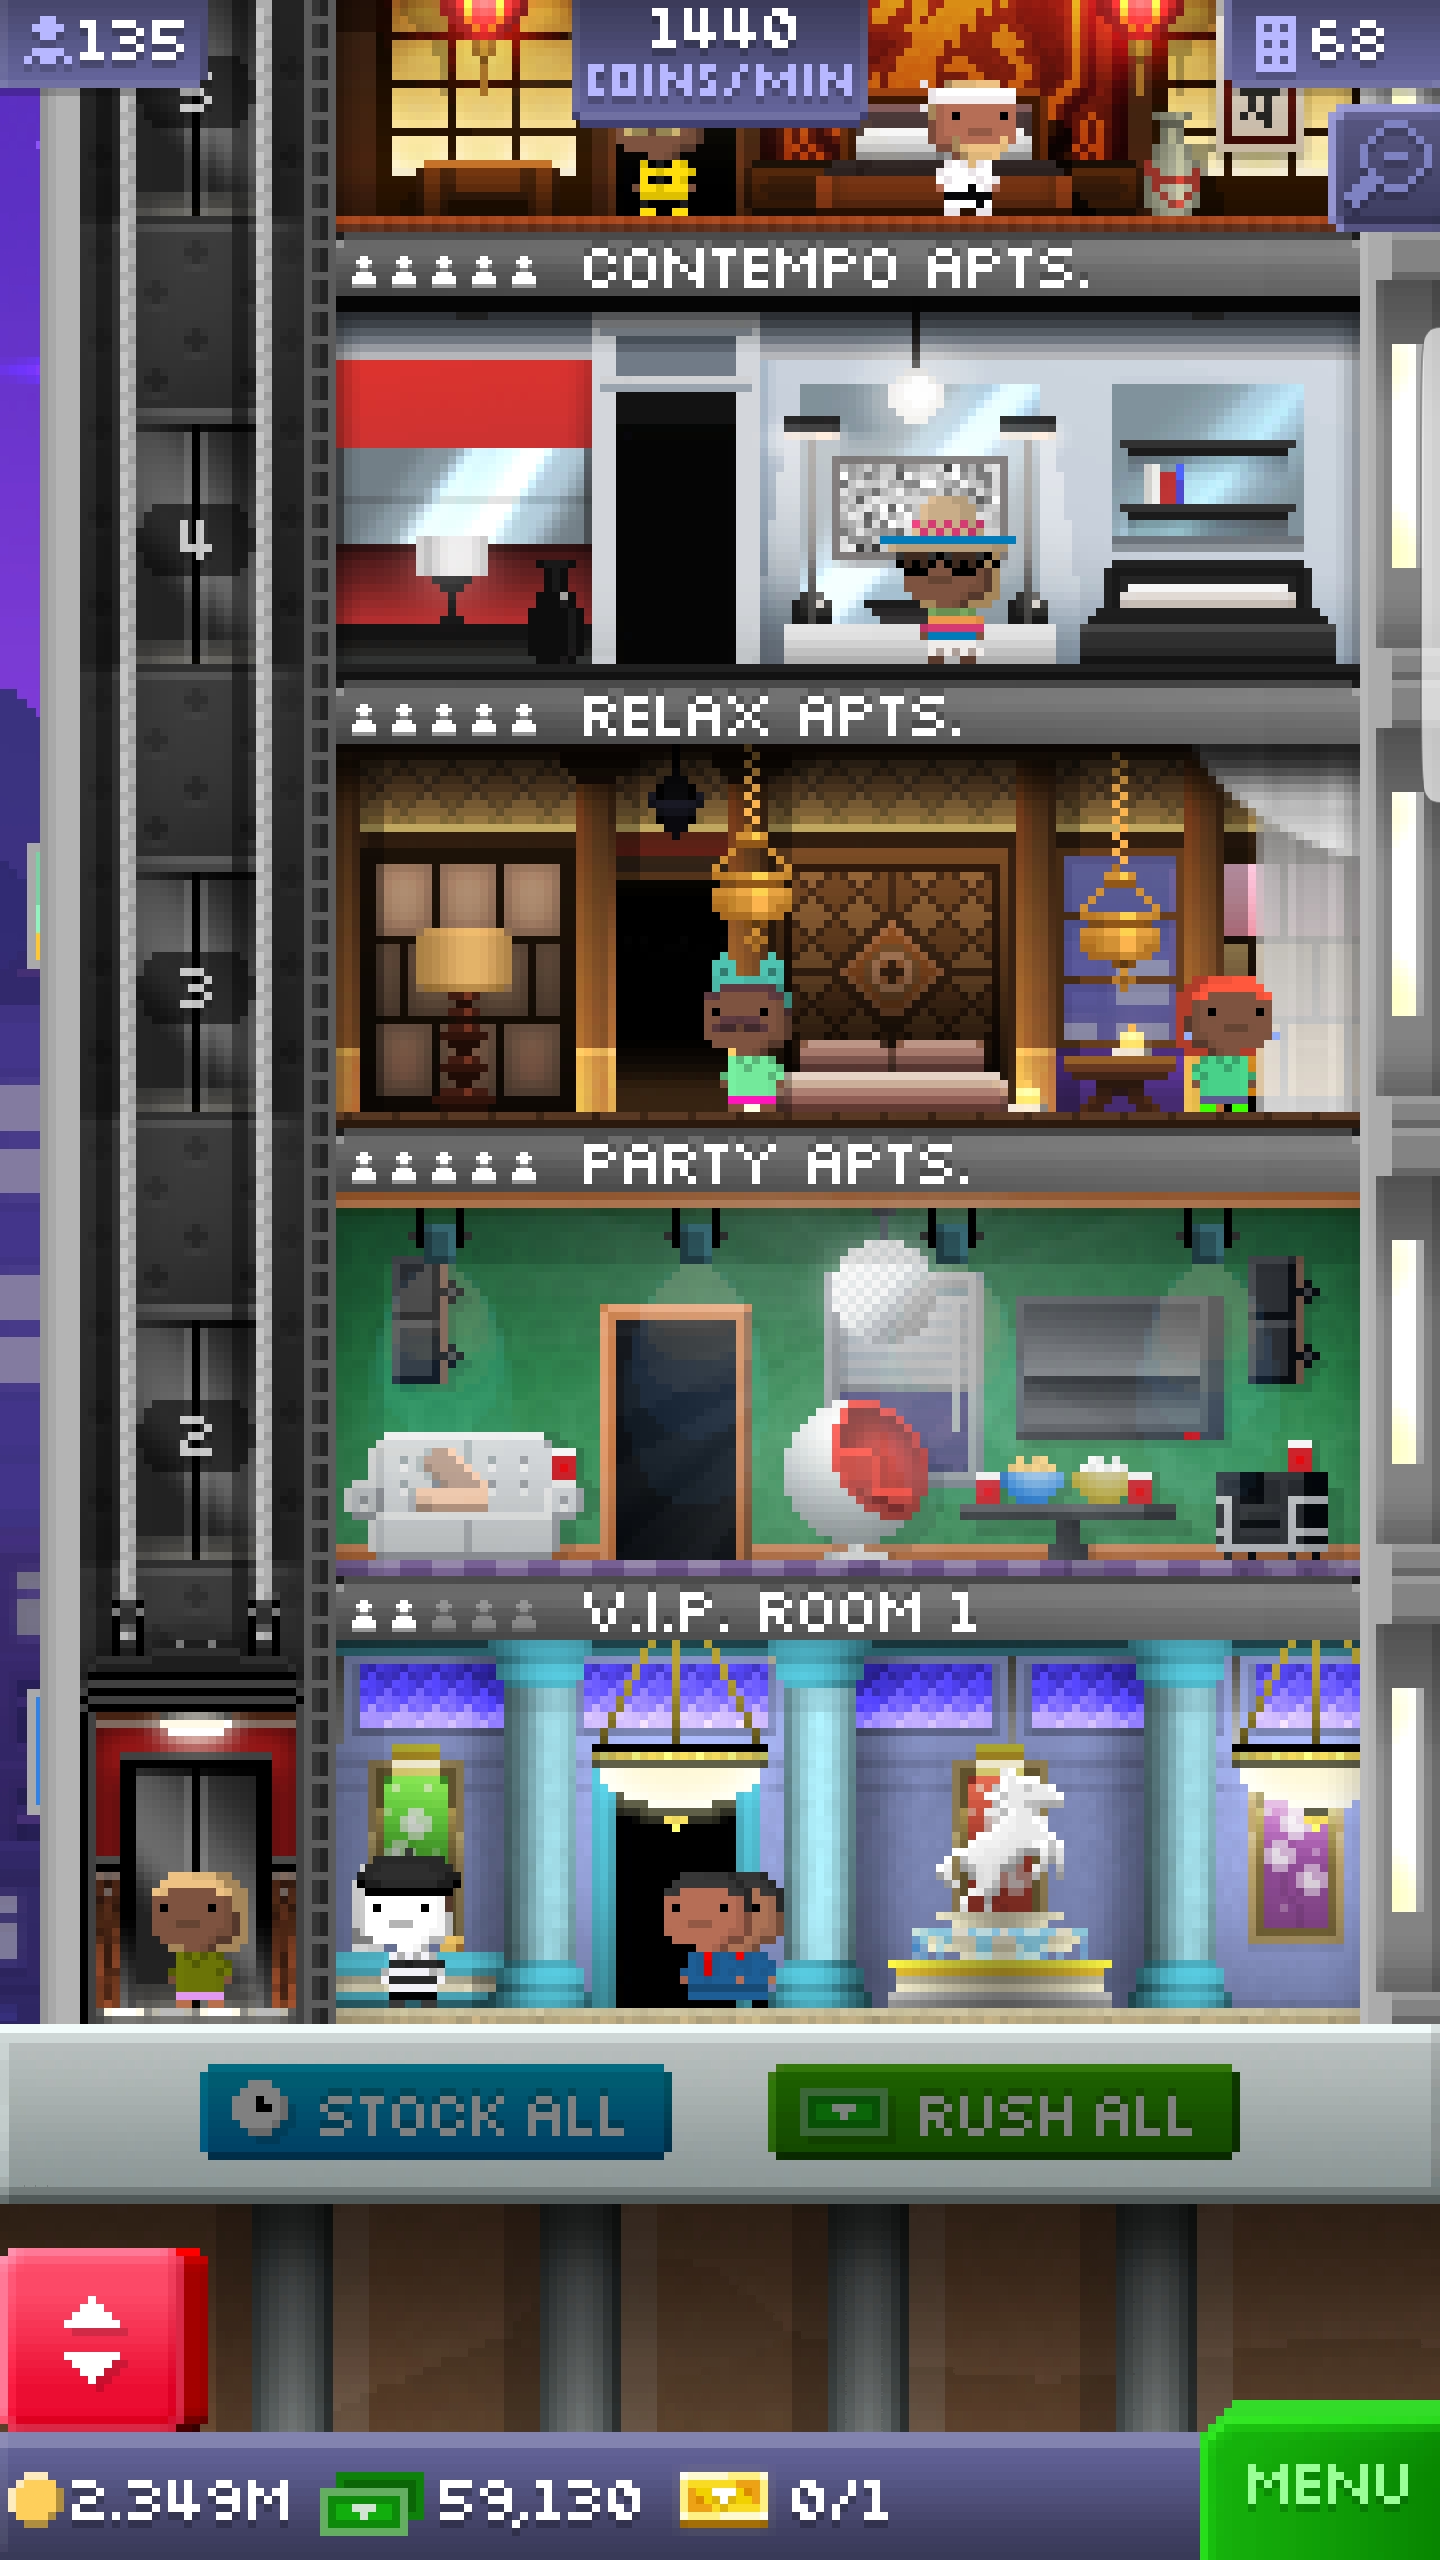 135
1440
COINS/MIN
68
CONTEMPO APTS.
4
RELAX APTS.
3
PARTY APTS.
2
V.I.P. ROOM 1
STOCK ALL
RUSH ALL
MENU
2.349M
59,130
0/1